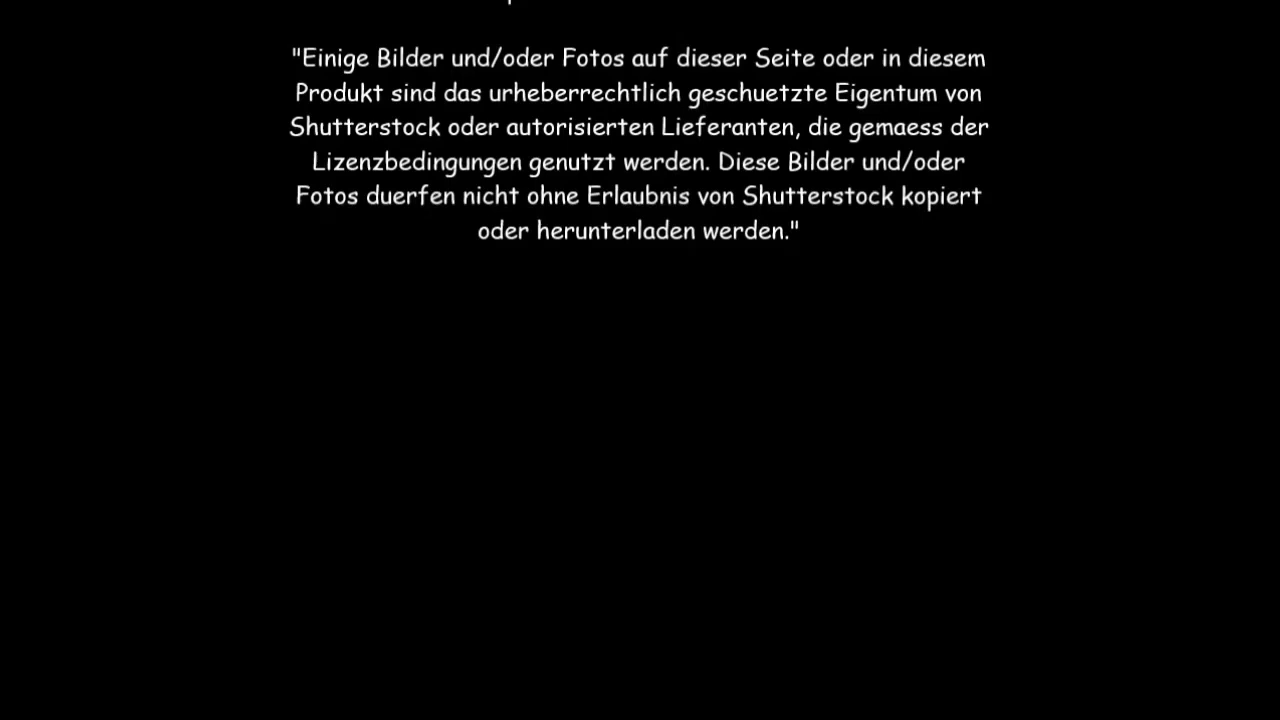 "Einige Bilder und/oder Fotos auf dieser Seite oder in diesem
Produkt sind das urheberrechtlich geschuetzte Eigentum von
Shutterstock oder autorisierten Lieferanten, die gemaess der
Lizenzbedingungen genutzt werden. Diese Bilder und/oder
Fotos duerfen nicht ohne Erlaubnis von Shutterstock kopiert
oder herunterladen werden."